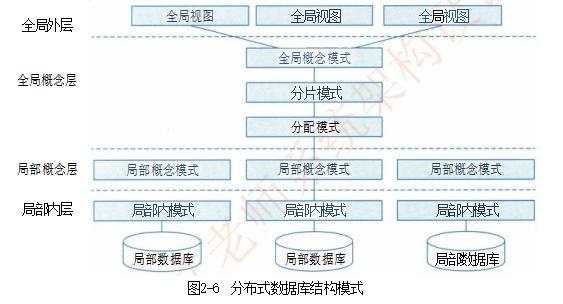 全局外层
全局视图 全局视图 全局视图
全局概念层
全局概念模式
分片模式
分配模式
局部概念层
局部概念模式 局部概念模式 局部概念模式
局部内层
局部内模式 局部内模式 局部内模式
局部数据库 局部数据库 局部数据库
图2-6 分布式数据库结构模式
老师系统架构设